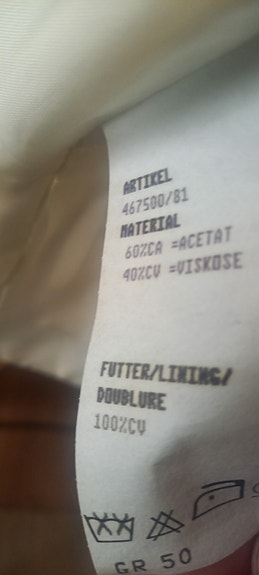 ARTIKEL
467500/81
MATERIAL
60%CA =ACETAT
40%CV =VISKOSE
FUTTER/LINING/
DOUBLURE
100%CV
GR 50